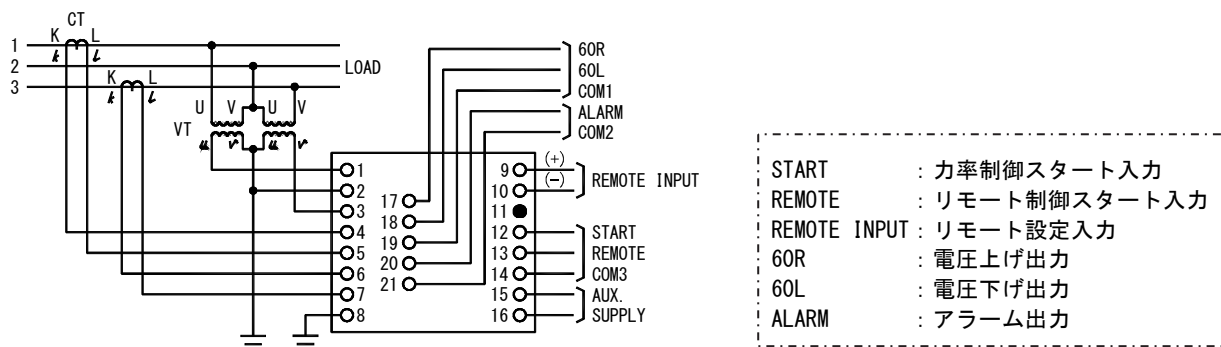 CT
K L
1
k l
2
LOAD
3
K L
k l
U V U V
VT
u v u v
60R
60L
COM1
ALARM
COM2
1
2
3
4
5
6
7
8
17
18
19
20
21
9 (+)
10 (−)
REMOTE INPUT
11
12 START
13 REMOTE
14 COM3
15 AUX.
16 SUPPLY
START : 力率制御スタート入力
REMOTE : リモート制御スタート入力
REMOTE INPUT : リモート設定入力
60R : 電圧上げ出力
60L : 電圧下げ出力
ALARM : アラーム出力